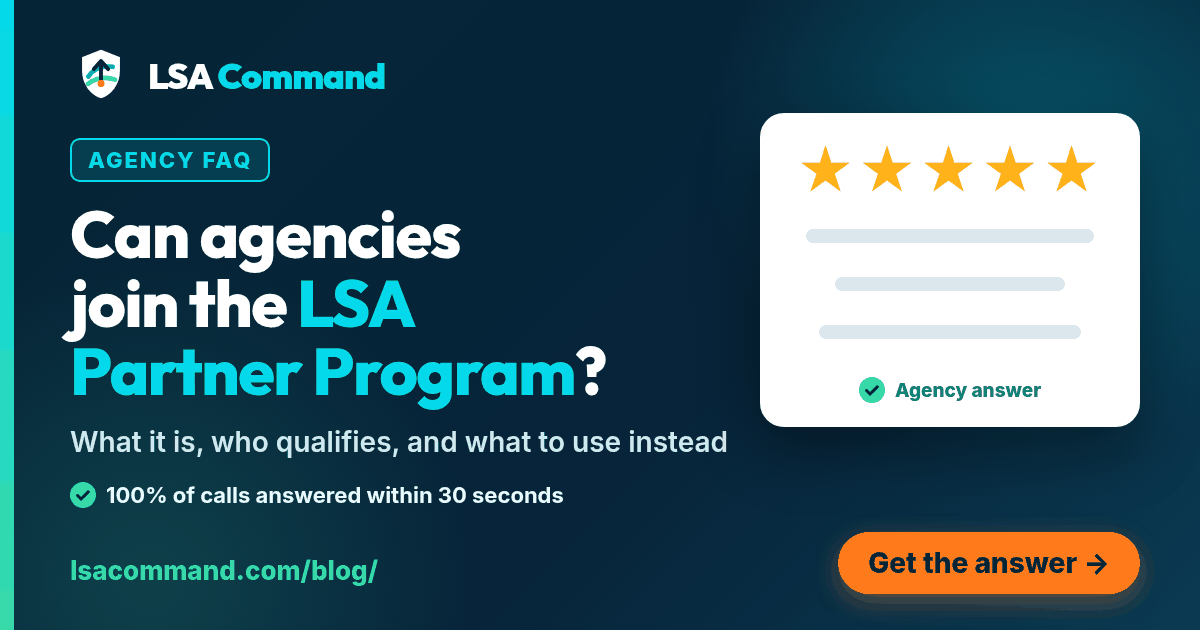 LSA Command
AGENCY FAQ
Can agencies
join the LSA
Partner Program?
What it is, who qualifies, and what to use instead
100% of calls answered within 30 seconds
lsacommand.com/blog/
Agency answer
Get the answer →